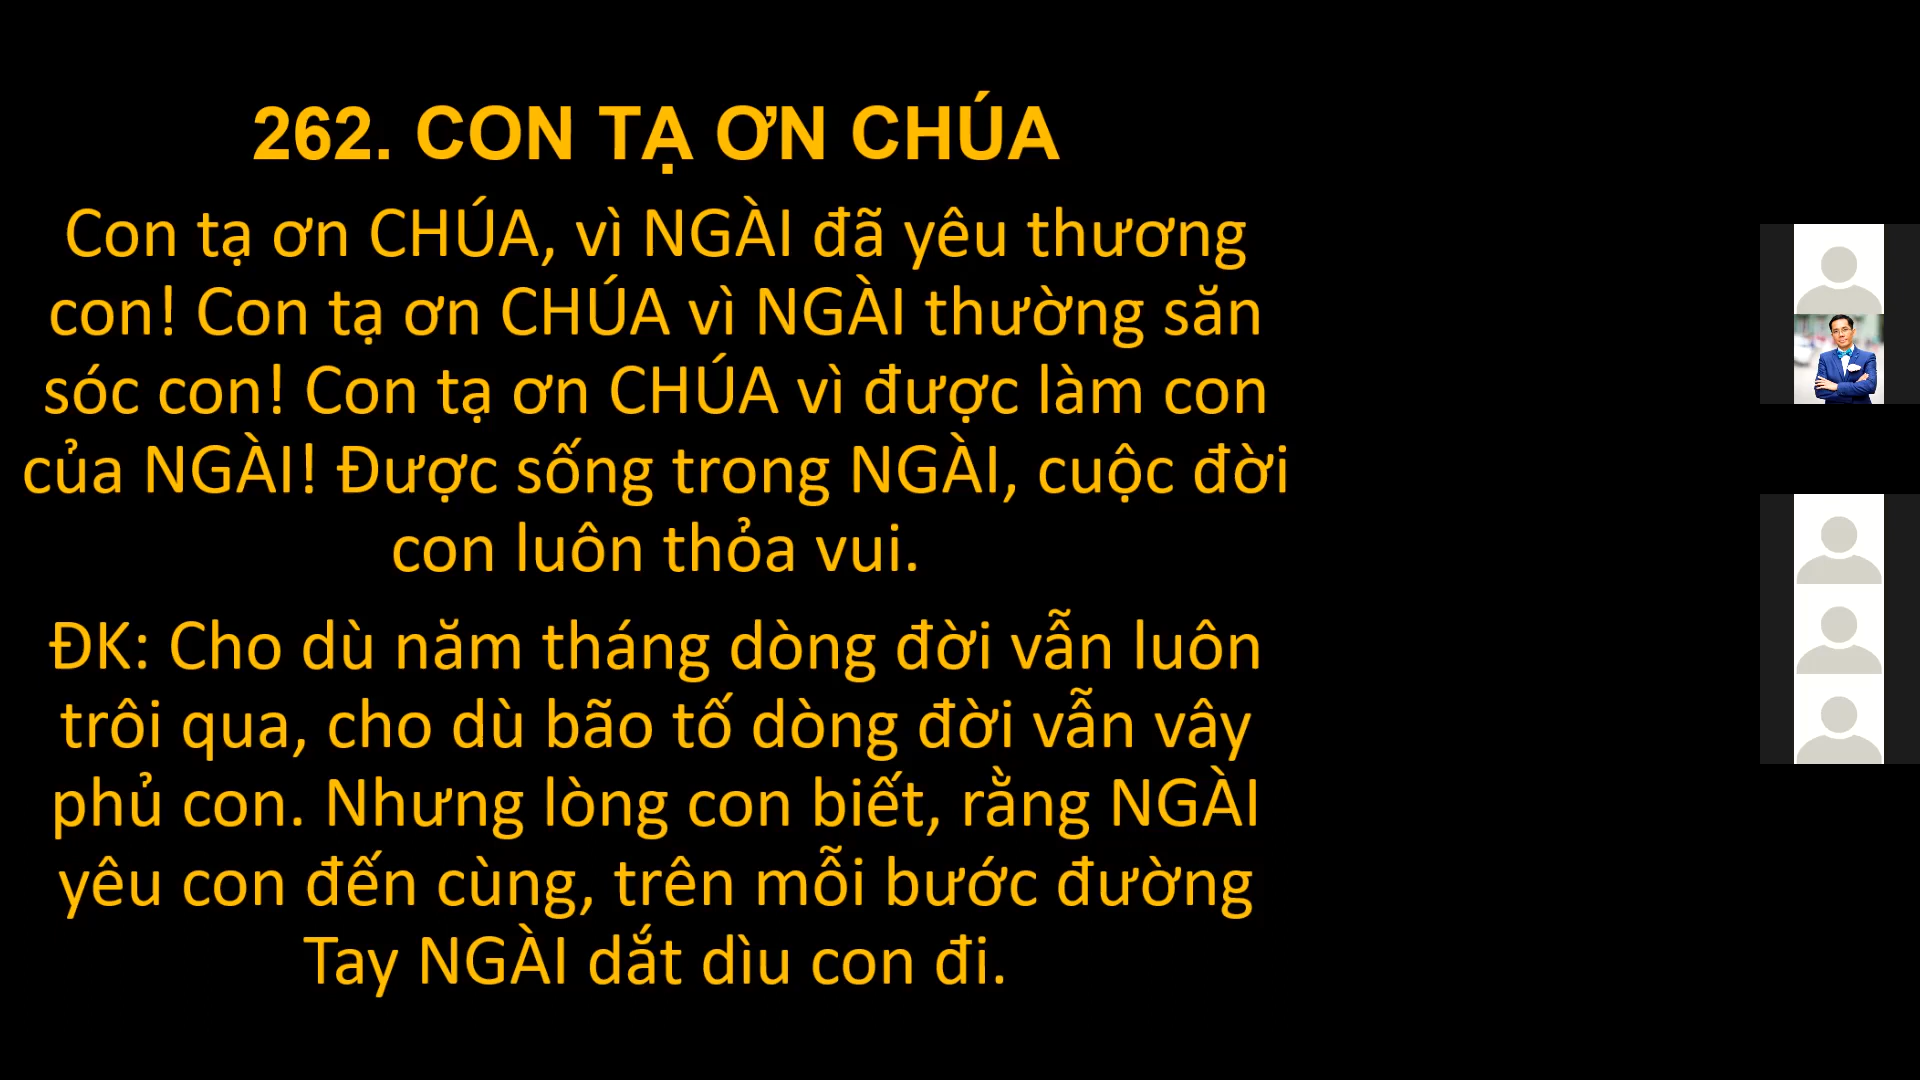 262. CON TẠ ƠN CHÚA
Con tạ ơn CHÚA, vì NGÀI đã yêu thương
con! Con tạ ơn CHÚA vì NGÀI thường săn
sóc con! Con tạ ơn CHÚA vì được làm con
của NGÀI! Được sống trong NGÀI, cuộc đời
con luôn thỏa vui.
ĐK: Cho dù năm tháng dòng đời vẫn luôn
trôi qua, cho dù bão tố dòng đời vẫn vây
phủ con. Nhưng lòng con biết, rằng NGÀI
yêu con đến cùng, trên mỗi bước đường
Tay NGÀI dắt dìu con đi.